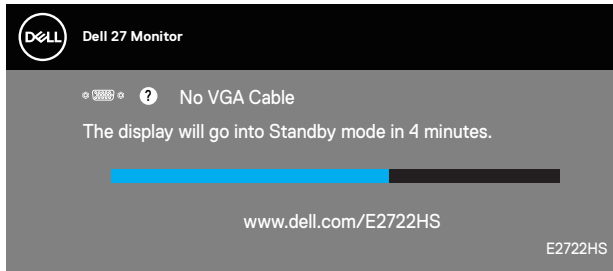 DELL
Dell 27 Monitor
? No VGA Cable
The display will go into Standby mode in 4 minutes.
www.dell.com/E2722HS
E2722HS